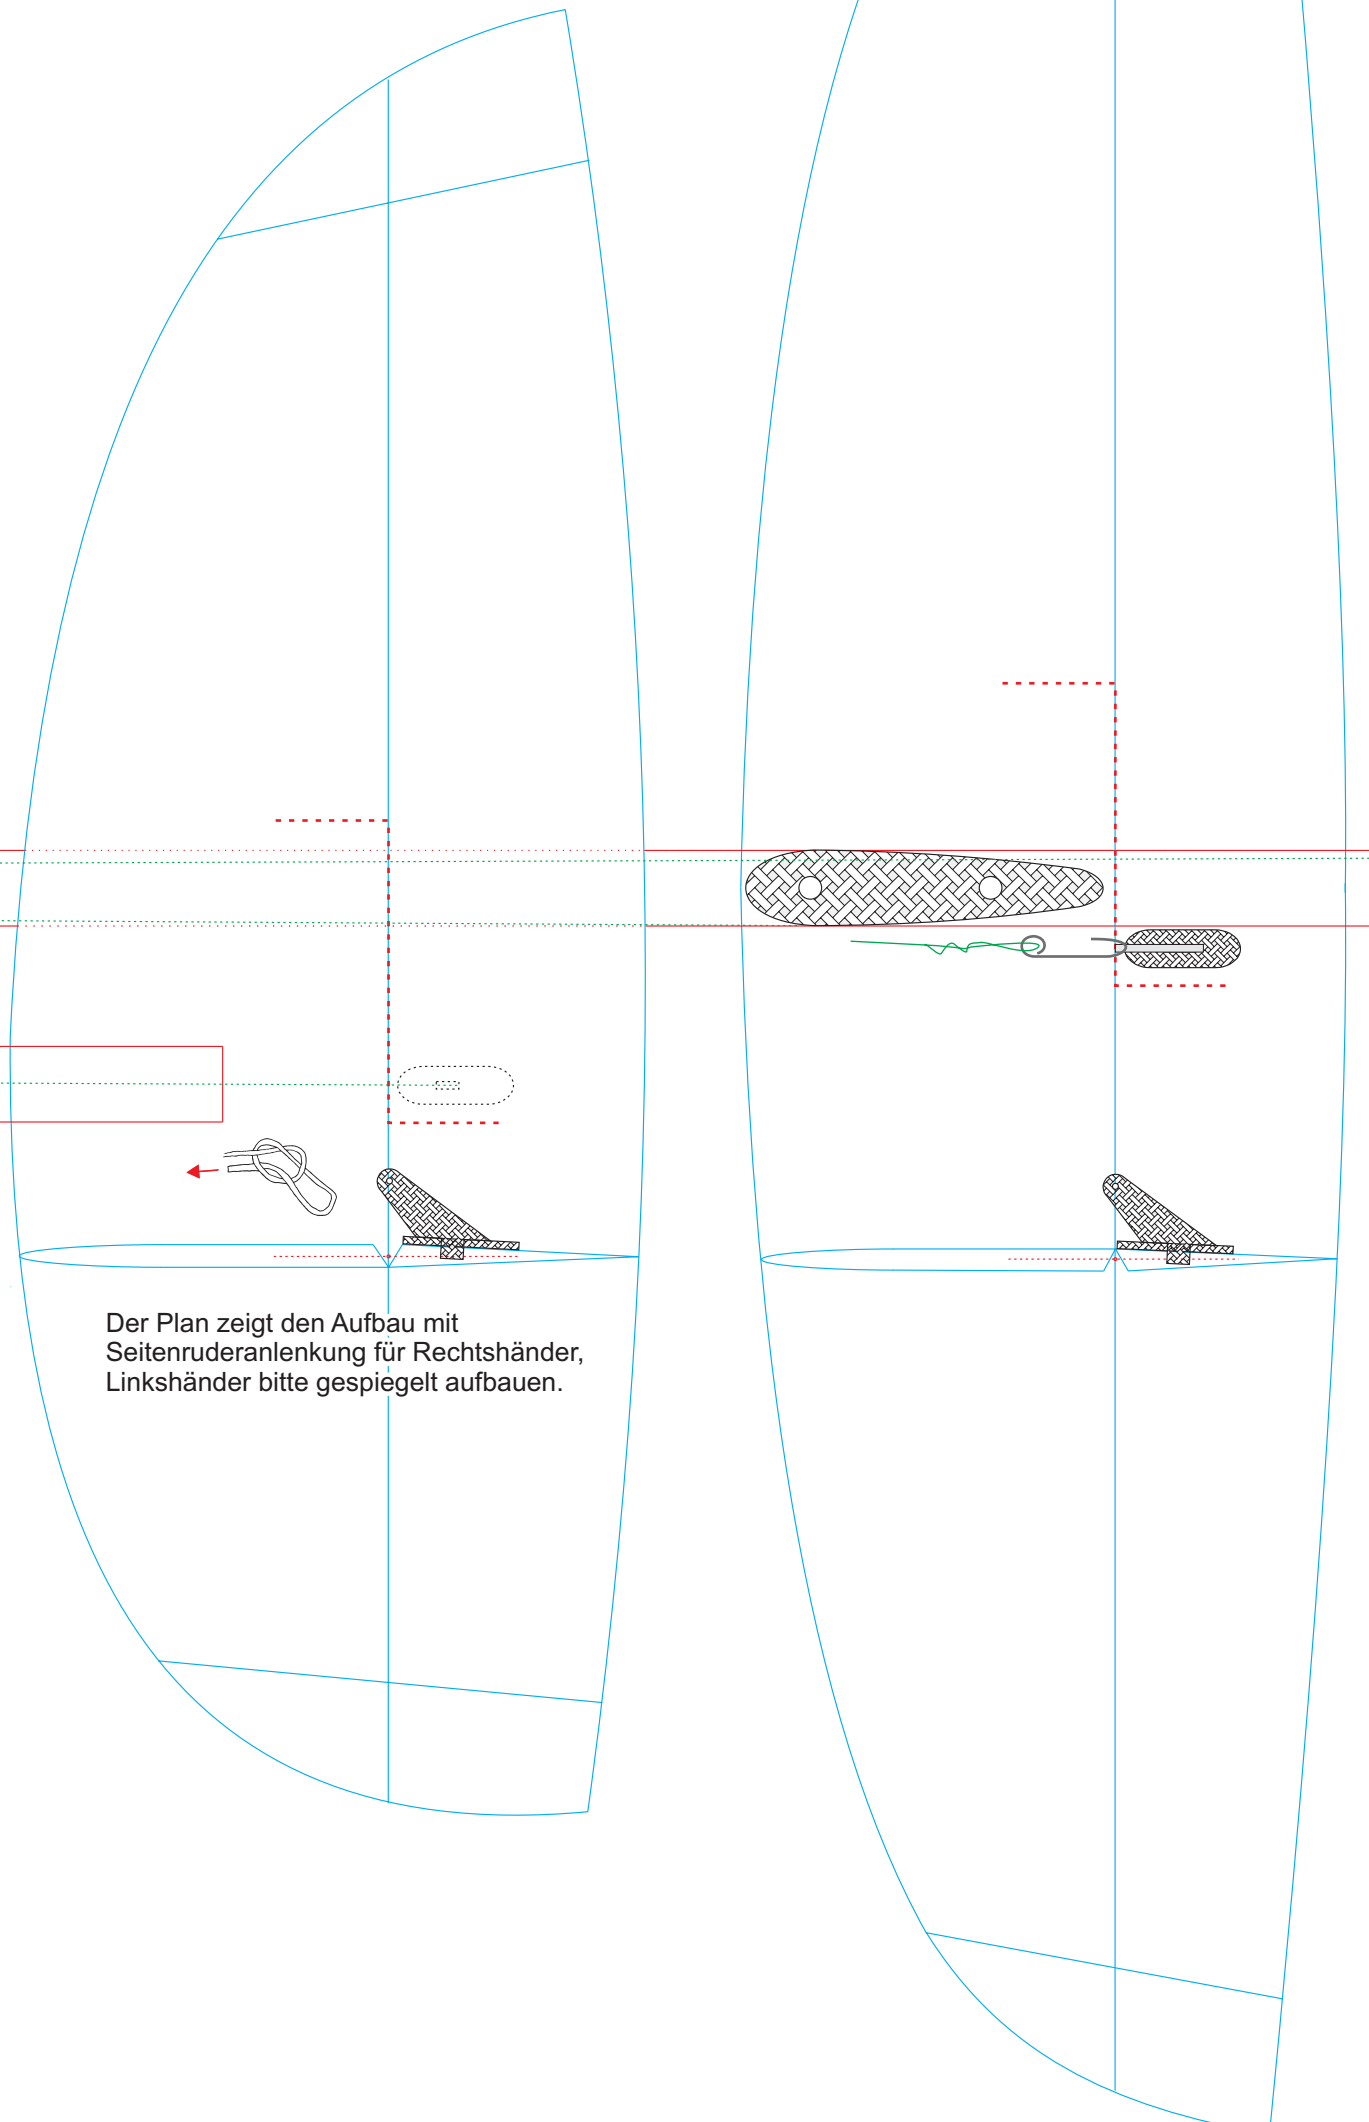 Der Plan zeigt den Aufbau mit
Seitenruderanlenkung für Rechtshänder,
Linkshänder bitte gespiegelt aufbauen.